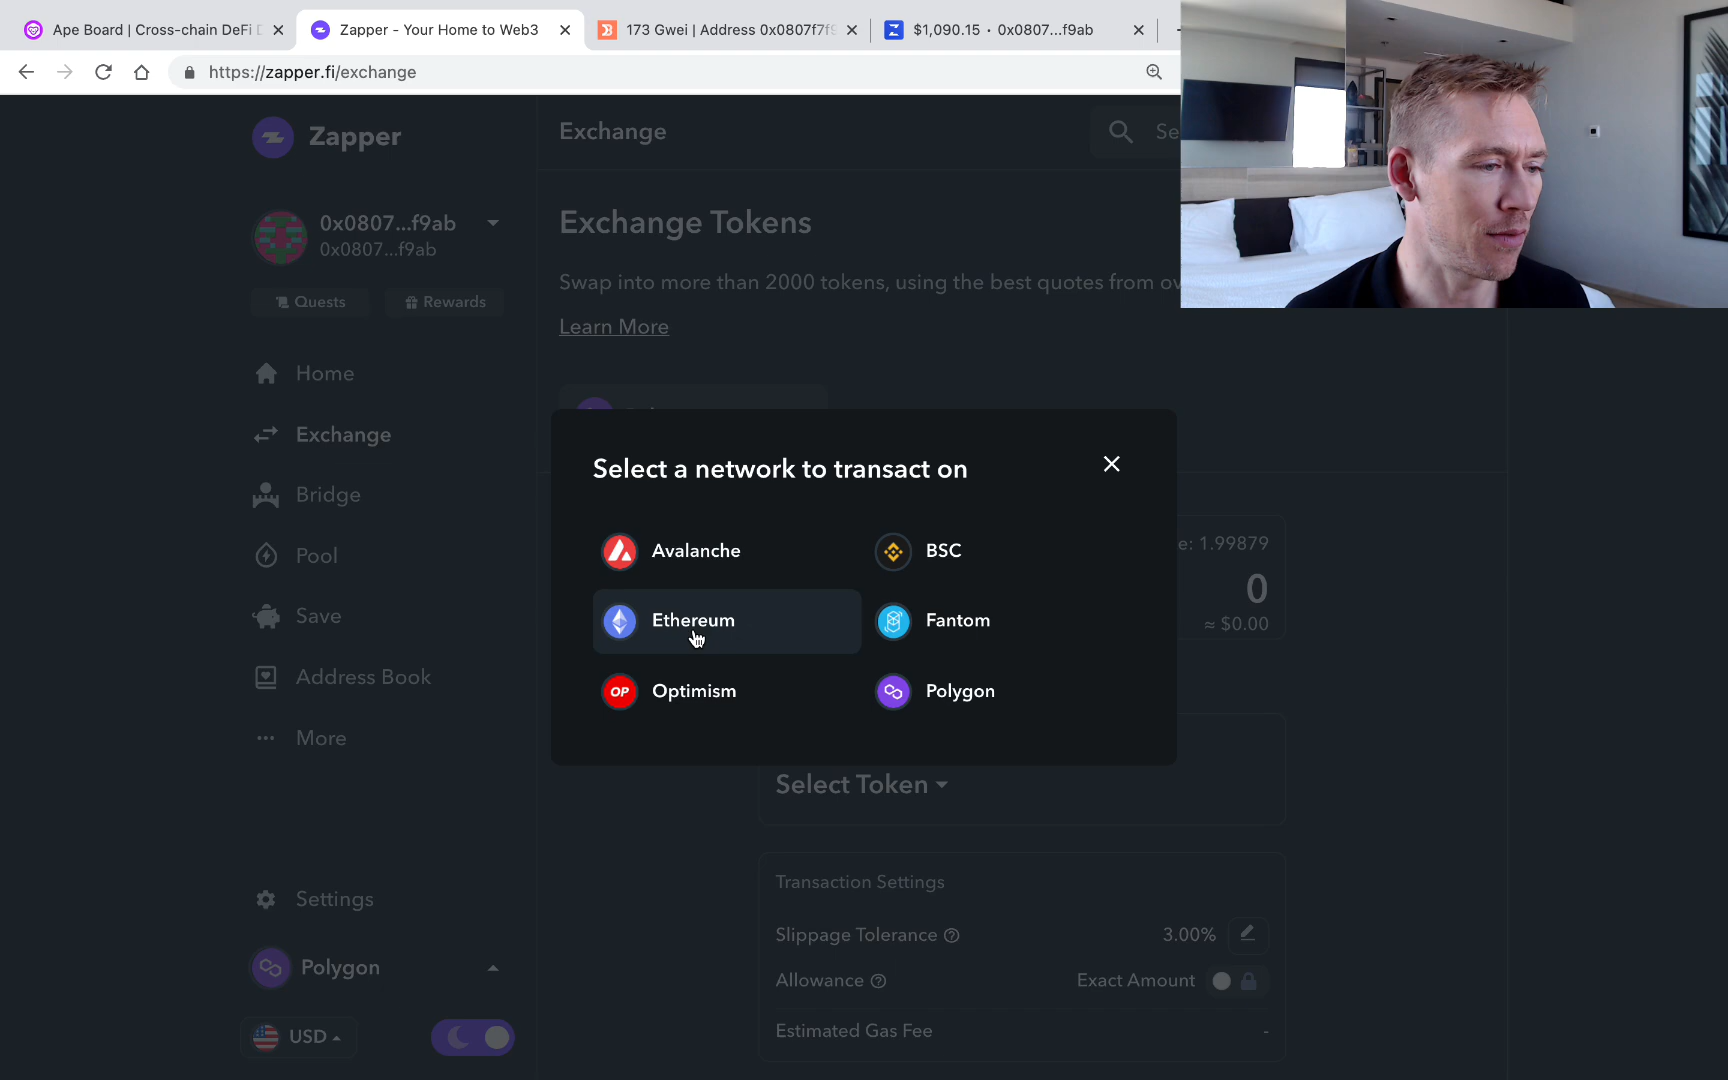 Ape Board | Cross-chain DeFi
Zapper - Your Home to Web3
173 Gwei | Address 0x0807f7f9
$1,090.15 · 0x0807...f9ab
https://zapper.fi/exchange
Zapper
Exchange
0x0807...f9ab
0x0807...f9ab
Quests
Rewards
Exchange Tokens
Swap into more than 2000 tokens, using the best quotes from
Learn More
Home
Exchange
Bridge
Pool
Save
Address Book
More
Select a network to transact on
Avalanche
BSC
Ethereum
Fantom
OP
Optimism
Polygon
e: 1.99879
0
≈ $0.00
Select Token
Transaction Settings
Slippage Tolerance
3.00%
Allowance
Exact Amount
Estimated Gas Fee
-
Settings
Polygon
USD